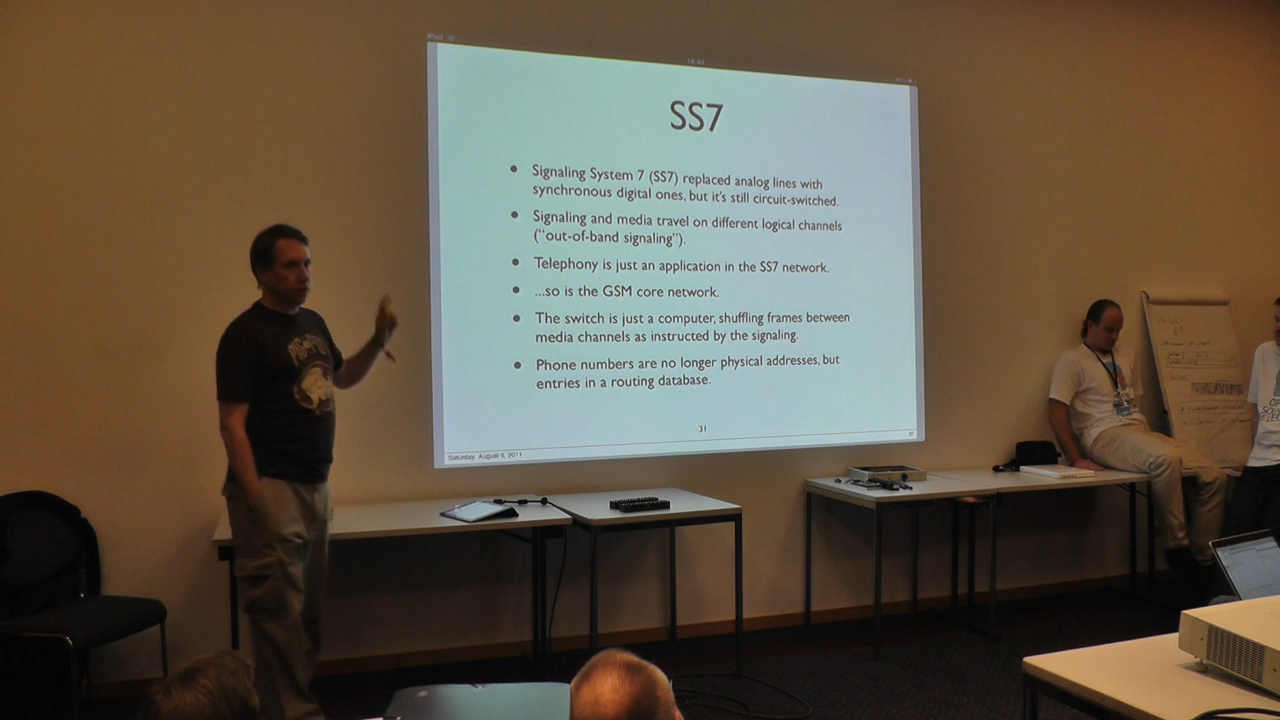 iPad
SS7
• Signaling System 7 (SS7) replaced analog lines with
synchronous digital ones, but it's still circuit-switched.
• Signaling and media travel on different logical channels
("out-of-band signaling").
• Telephony is just an application in the SS7 network.
• ...so is the GSM core network.
• The switch is just a computer, shuffling frames between
media channels as instructed by the signaling.
• Phone numbers are no longer physical addresses, but
entries in a routing database.
31
Saturday, August 6, 2011
31